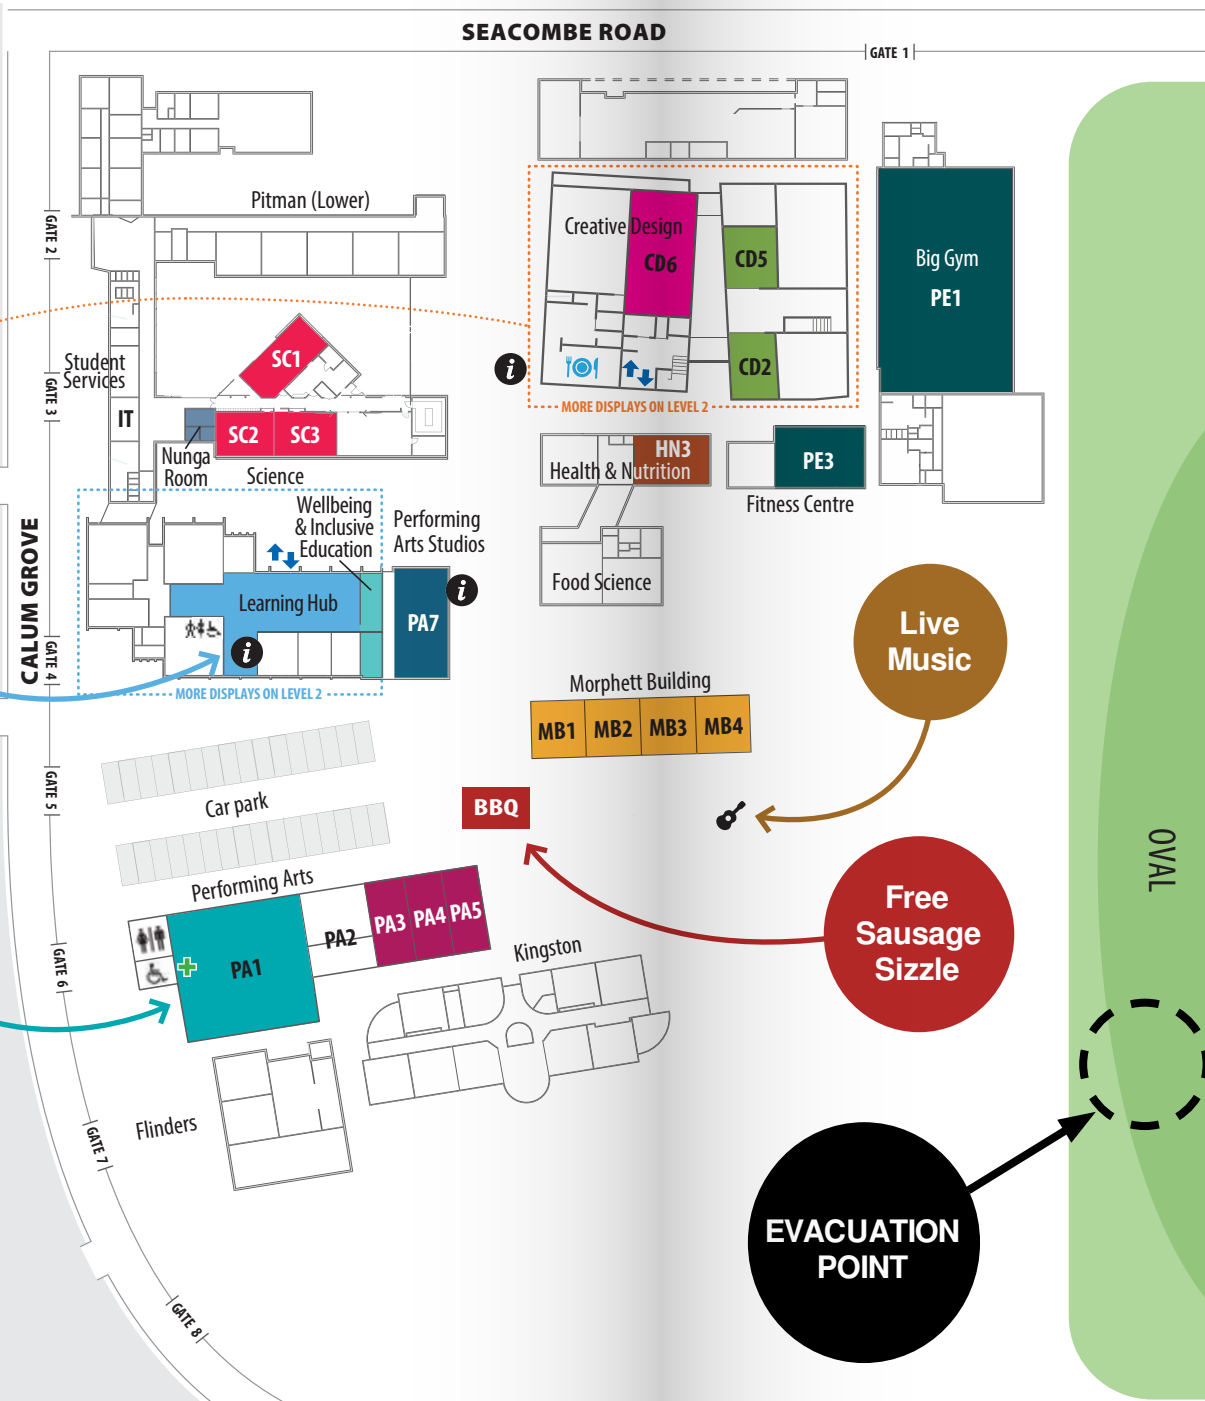 SEACOMBE ROAD
GATE 1
Pitman (Lower)
GATE 2
Creative Design
CD6
CD5
Big Gym
PE1
SC1
Student
Services
GATE 3
IT
CD2
i
MORE DISPLAYS ON LEVEL 2
SC2
SC3
Nunga
Room
Science
HN3
Health & Nutrition
PE3
Fitness Centre
Wellbeing
& Inclusive
Education
Performing
Arts Studios
CALUM GROVE
Learning Hub
i
PA7
Food Science
i
GATE 4
MORE DISPLAYS ON LEVEL 2
Live
Music
Morphett Building
MB1
MB2
MB3
MB4
GATE 5
Car park
BBQ
OVAL
Performing Arts
PA1
PA2
PA3
PA4
PA5
Free
Sausage
Sizzle
GATE 6
Kingston
Flinders
GATE 7
EVACUATION
POINT
GATE 8